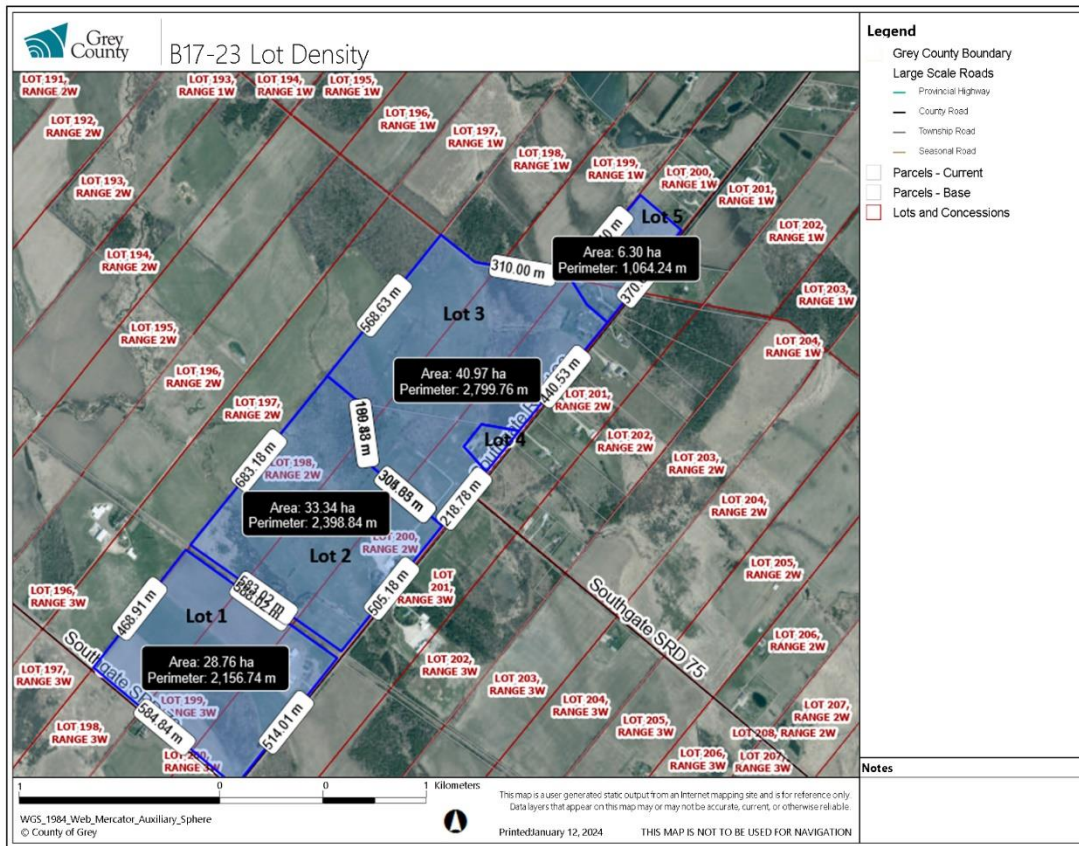 Grey
County
B17-23 Lot Density
LOT 191,
RANGE 2W
LOT 193,
RANGE 1W
LOT 194,
RANGE 1W
LOT 195,
RANGE 1W
LOT 192,
RANGE 2W
LOT 196,
RANGE 1W
LOT 197,
RANGE 1W
LOT 198,
RANGE 1W
LOT 199,
RANGE 1W
LOT 200,
RANGE 1W
LOT 201,
RANGE 1W
LOT 193,
RANGE 2W
Lot 5
LOT 202,
RANGE 1W
LOT 194,
RANGE 2W
310.00 m
Area: 6.30 ha
Perimeter: 1,064.24 m
370.
LOT 203,
RANGE 1W
568.63 m
Lot 3
LOT 195,
RANGE 2W
LOT 204,
RANGE 1W
LOT 196,
RANGE 2W
Area: 40.97 ha
Perimeter: 2,799.76 m
440.53 m
LOT 201,
RANGE 2W
LOT 197,
RANGE 2W
Lot 4
LOT 202,
RANGE 2W
LOT 203,
RANGE 2W
683.18 m
LOT 198,
RANGE 2W
218.78 m
LOT 204,
RANGE 2W
Area: 33.34 ha
Perimeter: 2,398.84 m
LOT 200,
RANGE 2W
Lot 2
LOT 205,
RANGE 2W
LOT 196,
RANGE 3W
468.91 m
583.02 m
505.18 m
LOT
201,
RANGE 3W
Lot 1
Southgate SRD 75
LOT 206,
RANGE 2W
LOT 197,
RANGE 3W
Area: 28.76 ha
Perimeter: 2,156.74 m
LOT 202,
RANGE 3W
LOT 203,
RANGE 3W
LOT 199,
RANGE 3W
LOT 204,
RANGE 3W
LOT 207,
RANGE 2W
LOT 198,
RANGE 3W
584.84 m
514.01 m
LOT 205,
RANGE 3W
LOT 208, RANGE 2W
LOT 206,
RANGE 3W
LOT 207,
RANGE 3W
Legend
Grey County Boundary
Large Scale Roads
Provincial Highway
County Road
Township Road
Seasonal Road
Parcels - Current
Parcels - Base
Lots and Concessions
Notes
1 0 1 Kilometers
WGS_1984_Web_Mercator_Auxiliary_Sphere
© County of Grey
This map is a user generated static output from an Internet mapping site and is for reference only.
Data layers that appear on this map may or may not be accurate, current, or otherwise reliable.
Printed:January 12, 2024
THIS MAP IS NOT TO BE USED FOR NAVIGATION